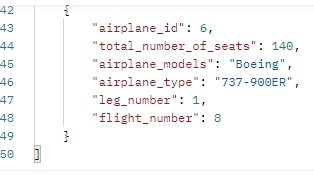 42 {
43 "airplane_id": 6,
44 "total_number_of_seats": 140,
45 "airplane_models": "Boeing",
46 "airplane_type": "737-900ER",
47 "leg_number": 1,
48 "flight_number": 8
49 }
50 ]